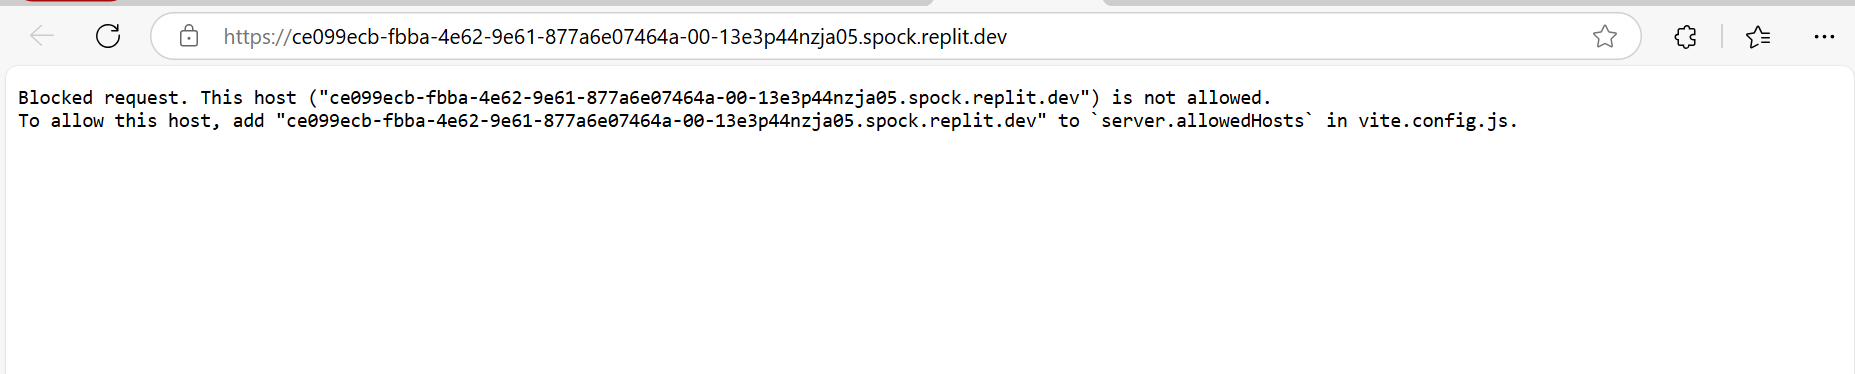 https://ce099ecb-fbba-4e62-9e61-877a6e07464a-00-13e3p44nzja05.spock.replit.dev
Blocked request. This host ("ce099ecb-fbba-4e62-9e61-877a6e07464a-00-13e3p44nzja05.spock.replit.dev") is not allowed.
To allow this host, add "ce099ecb-fbba-4e62-9e61-877a6e07464a-00-13e3p44nzja05.spock.replit.dev" to `server.allowedHosts` in vite.config.js.